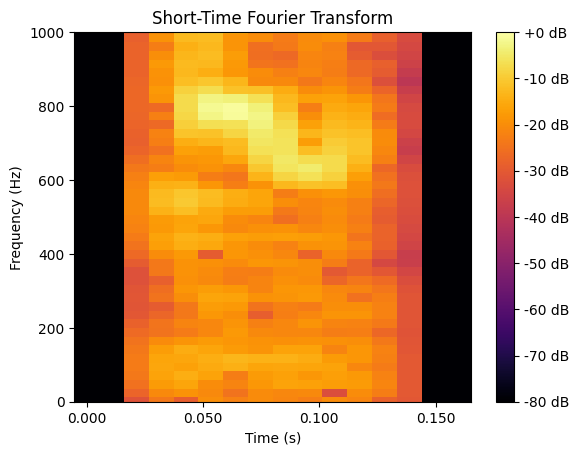 Short-Time Fourier Transform
Frequency (Hz)
1000
800
600
400
200
0
0.000
0.050
0.100
0.150
Time (s)
+0 dB
-10 dB
-20 dB
-30 dB
-40 dB
-50 dB
-60 dB
-70 dB
-80 dB